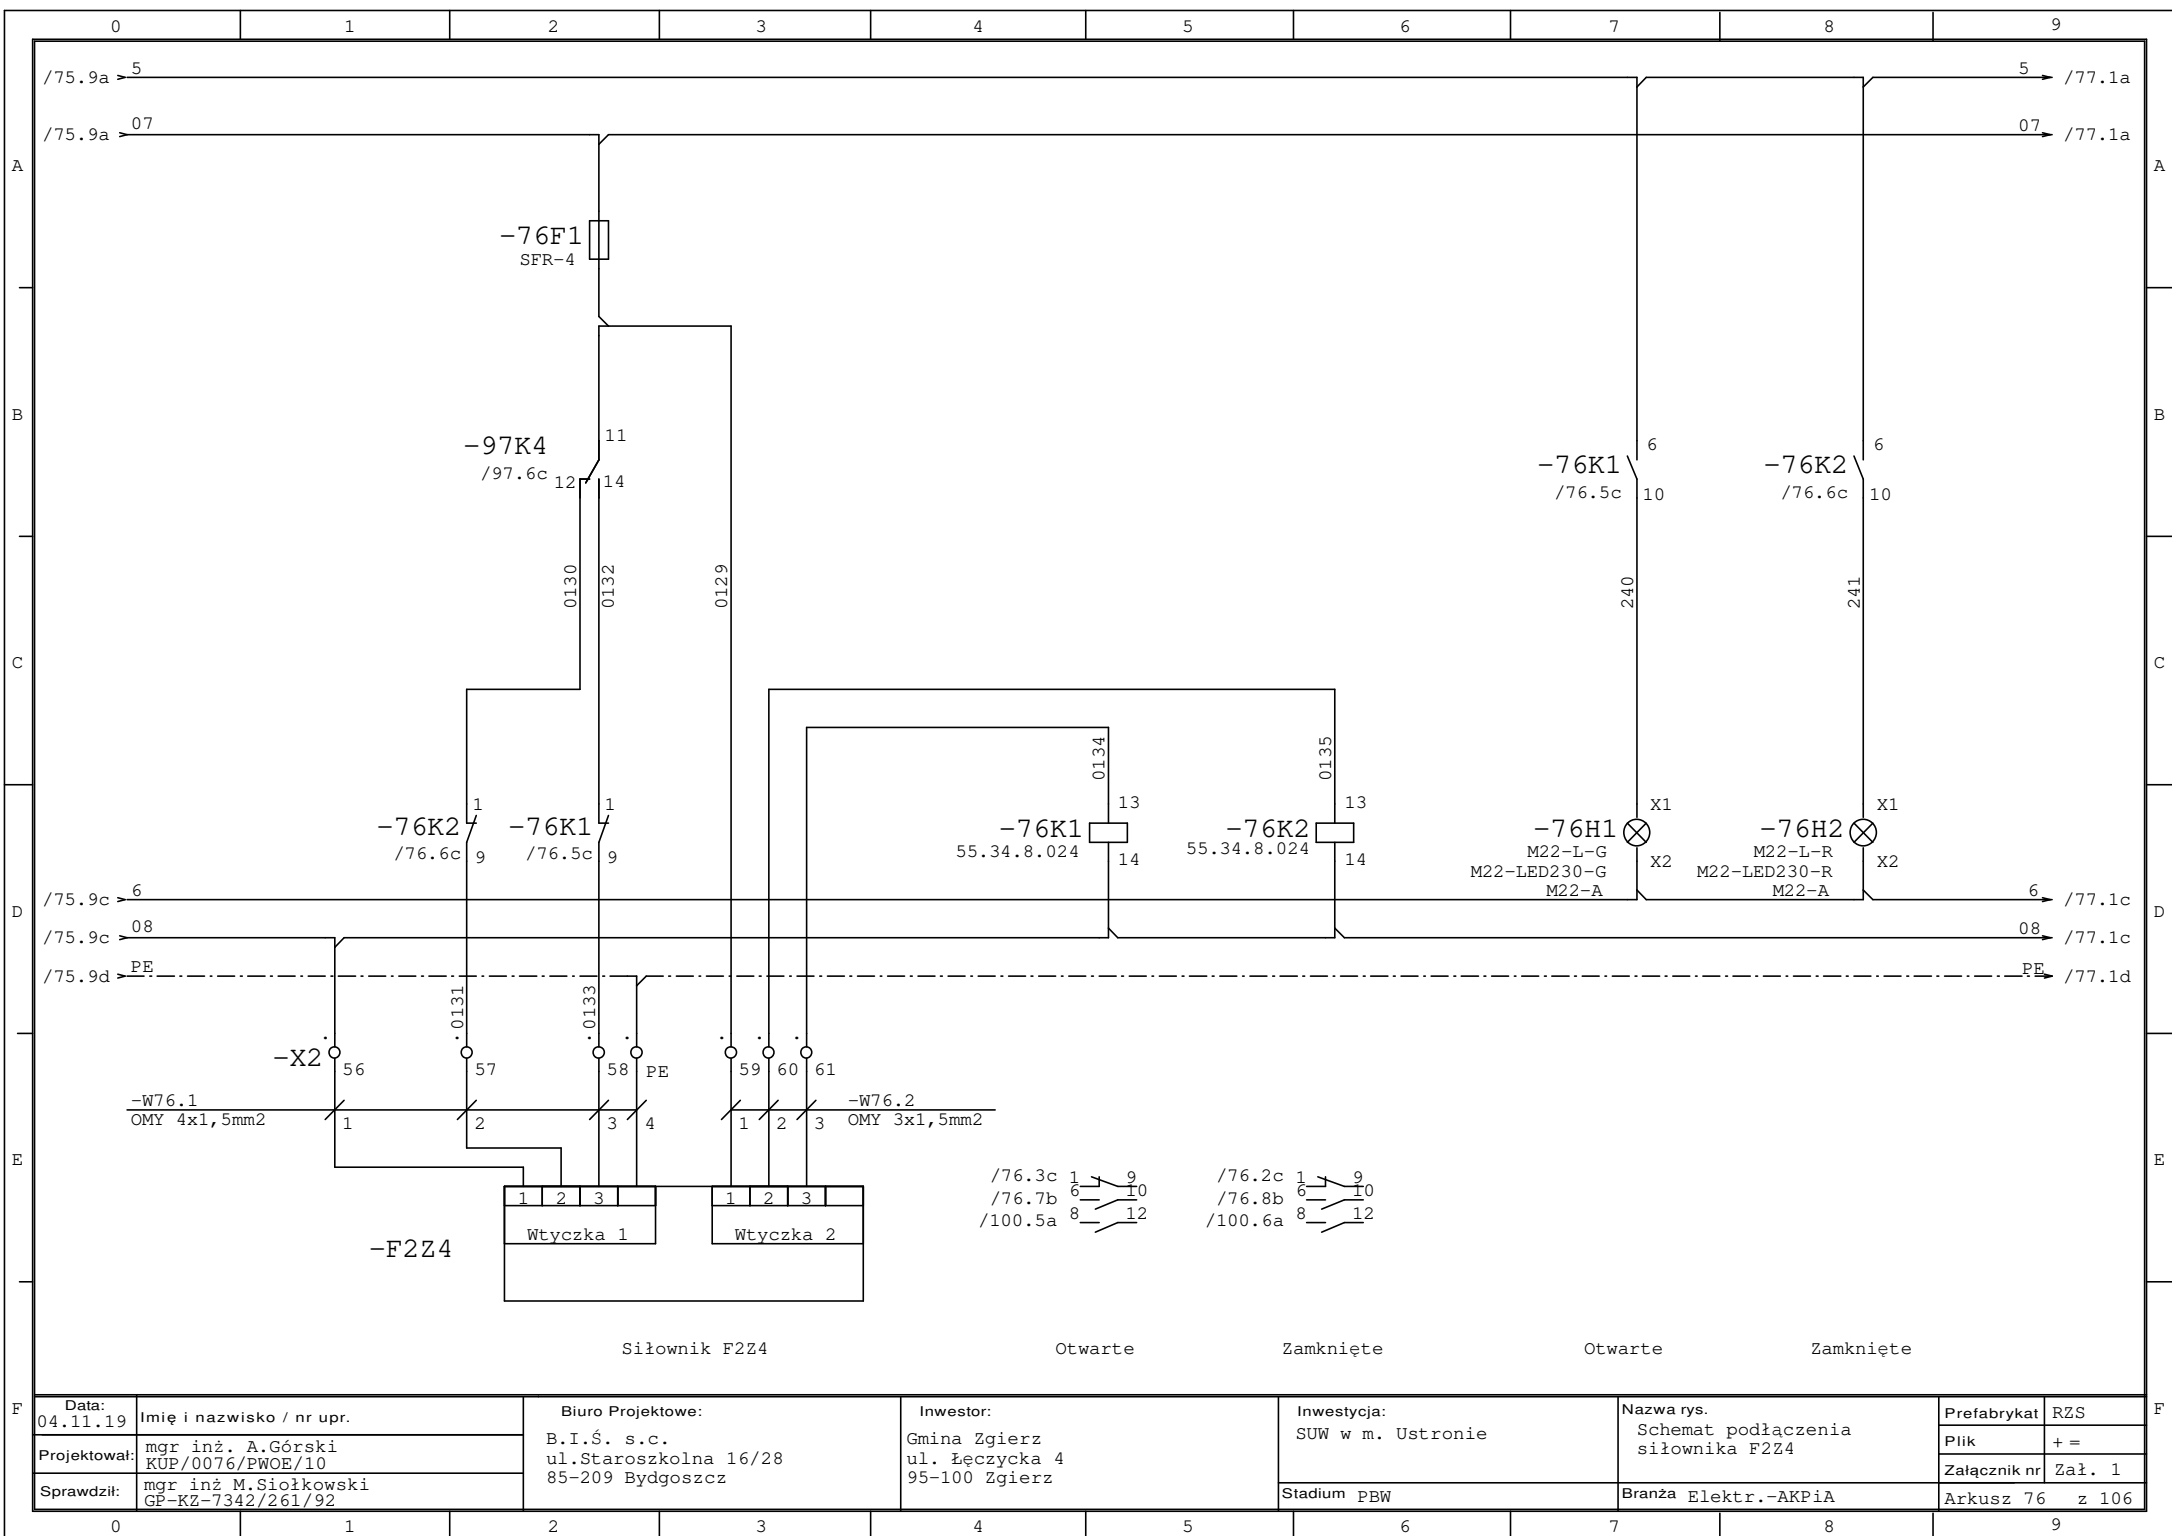 0 1 2 3 4 5 6 7 8 9
/75.9a 5 5 /77.1a
/75.9a 07 07 /77.1a
A A
-76F1
SFR-4
B B
-97K4 11
/97.6c 12 14
-76K1 6
/76.5c 10
-76K2 6
/76.6c 10
0130 0132 0129 240 241
C C
0134 0135
-76K2 1
/76.6c 9
-76K1 1
/76.5c 9
13
-76K1
55.34.8.024 14
13
-76K2
55.34.8.024 14
X1
-76H1
M22-L-G X2
M22-LED230-G
M22-A
X1
-76H2
M22-L-R X2
M22-LED230-R
M22-A
/75.9c 6 6 /77.1c
D D
/75.9c 08 08 /77.1c
/75.9d PE PE /77.1d
0131 0133
-X2 56 57 58 PE 59 60 61
-W76.1
OMY 4x1,5mm2 1 2 3 4
1 2 3 -W76.2
OMY 3x1,5mm2
E E
/76.3c 1 9
/76.7b 6 10
/100.5a 8 12
/76.2c 1 9
/76.8b 6 10
/100.6a 8 12
1 2 3 1 2 3
Wtyczka 1 Wtyczka 2
-F2Z4
Siłownik F2Z4 Otwarte Zamknięte Otwarte Zamknięte
F F
Data:
04.11.19
Imię i nazwisko / nr upr.
Projektował:
mgr inż. A.Górski
KUP/0076/PWOE/10
Sprawdził:
mgr inż M.Siołkowski
GP-KZ-7342/261/92
Biuro Projektowe:
B.I.Ś. s.c.
ul.Staroszkolna 16/28
85-209 Bydgoszcz
Inwestor:
Gmina Zgierz
ul. Łęczycka 4
95-100 Zgierz
Inwestycja:
SUW w m. Ustronie
Stadium PBW
Nazwa rys.
Schemat podłączenia
siłownika F2Z4
Branża Elektr.-AKPiA
Prefabrykat RZS
Plik + =
Załącznik nr Zał. 1
Arkusz 76 z 106
0 1 2 3 4 5 6 7 8 9